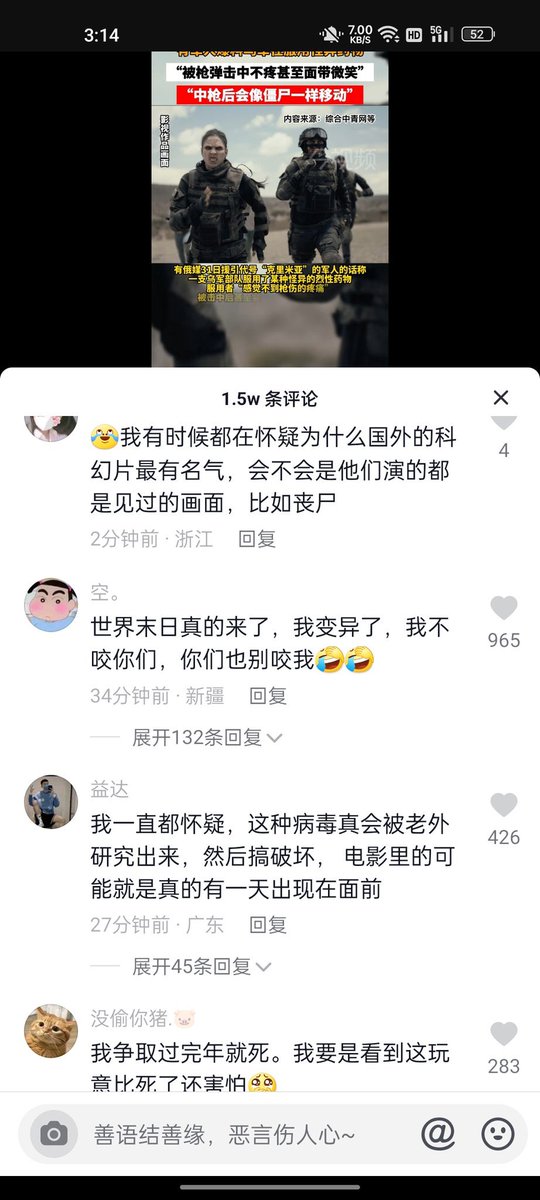 3:14
7.00
KB/S
HD
5G
52
“被枪弹击中不疼甚至面带微笑”
“中枪后会像僵尸一样移动”
影视作品画面
内容来源：综合中青网等
视频
有俄媒31日援引代号“克里米亚”的军人的话称
一支乌军部队服用了某种怪异的烈性药物
服用者“感觉不到枪伤的疼痛”
被击中后甚至
1.5w 条评论
😂我有时候都在怀疑为什么国外的科
幻片最有名气，会不会是他们演的都
是见过的画面，比如丧尸
4
2分钟前 · 浙江 回复
空。
世界末日真的来了，我变异了，我不
咬你们，你们也别咬我🤣🤣
965
34分钟前 · 新疆 回复
展开132条回复
益达
我一直都怀疑，这种病毒真会被老外
研究出来，然后搞破坏， 电影里的可
能就是真的有一天出现在面前
426
27分钟前 · 广东 回复
展开45条回复
没偷你猪.🐷
我争取过完年就死。我要是看到这玩
意比死了还害怕🥺
283
善语结善缘，恶言伤人心~
@